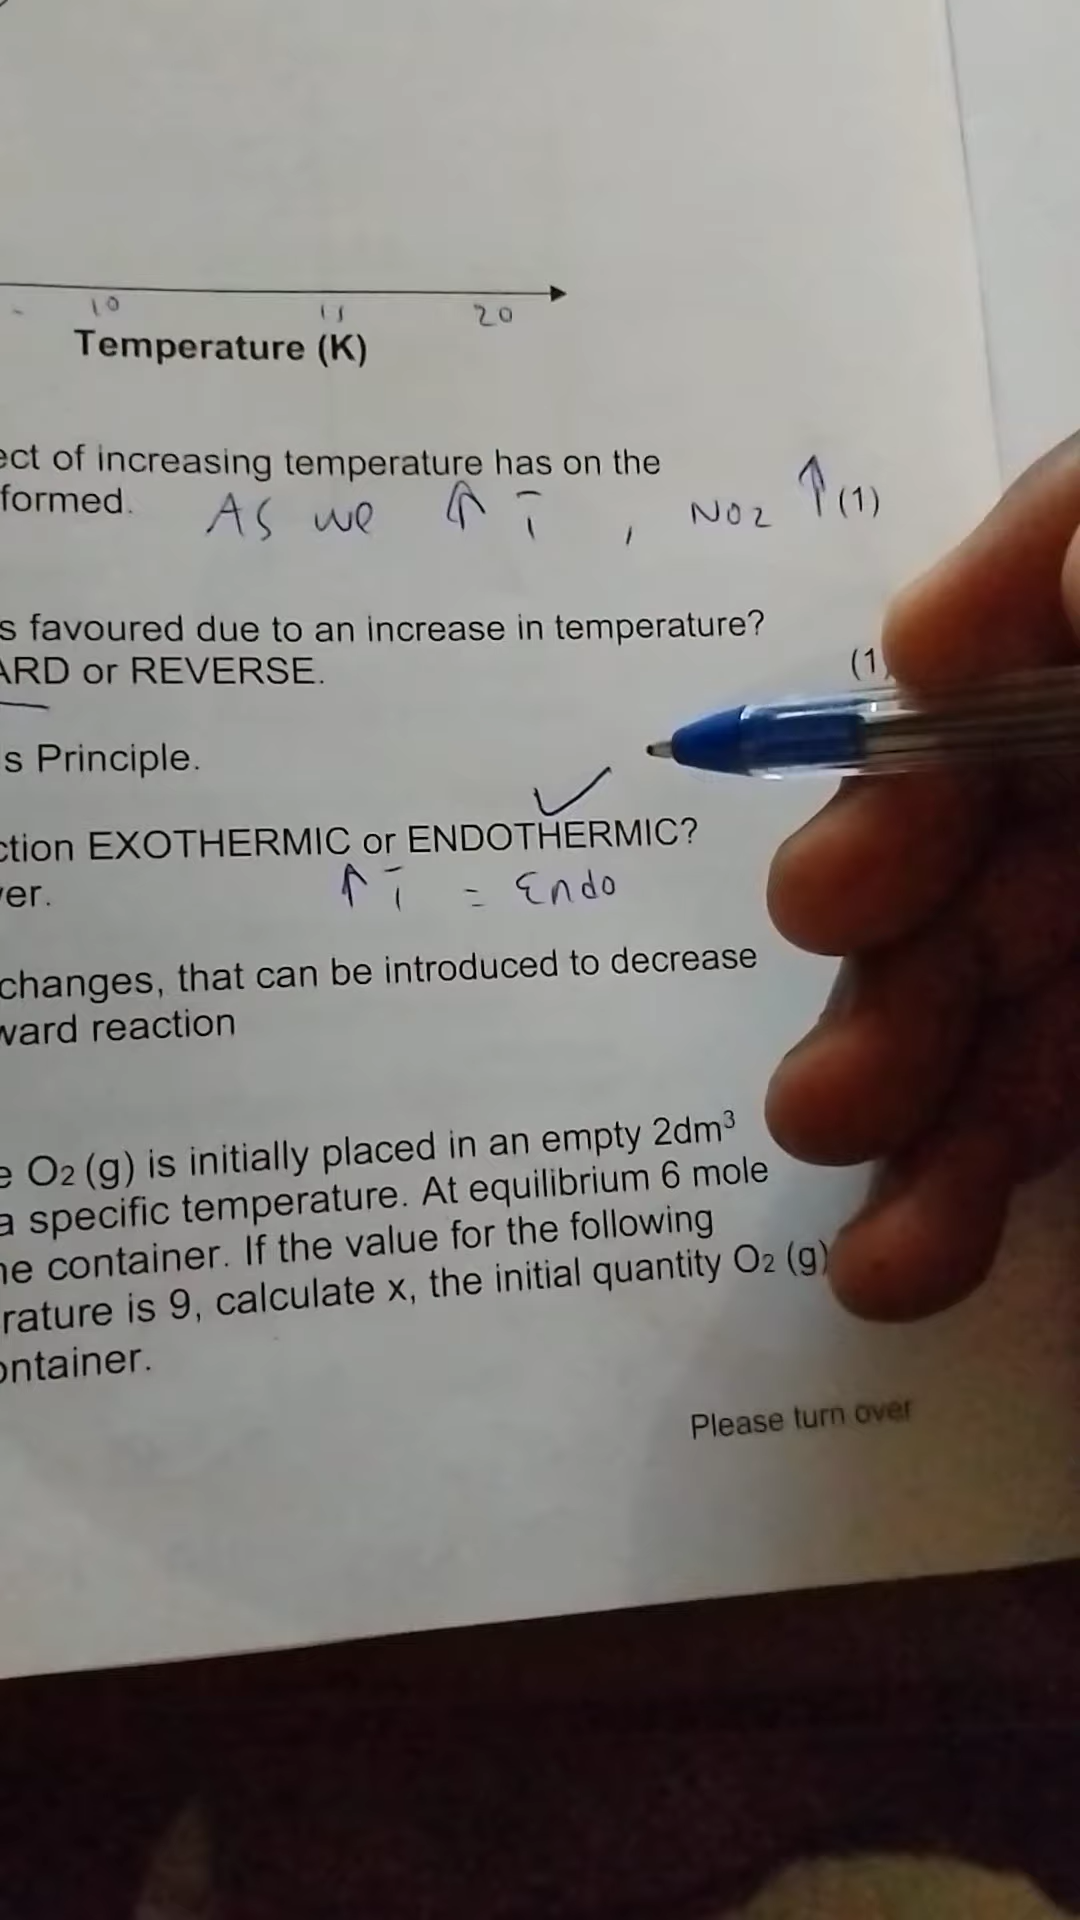 10 15 20
Temperature (K)
ect of increasing temperature has on the
formed. As we ↑ T , NO2 ↑ (1)
s favoured due to an increase in temperature?
ARD or REVERSE.
(1
s Principle.
ction EXOTHERMIC or ENDOTHERMIC?
er. ↑ T = Endo
changes, that can be introduced to decrease
ward reaction
e O2 (g) is initially placed in an empty 2dm³
a specific temperature. At equilibrium 6 mole
ne container. If the value for the following
rature is 9, calculate x, the initial quantity O2 (g)
ontainer.
Please turn over